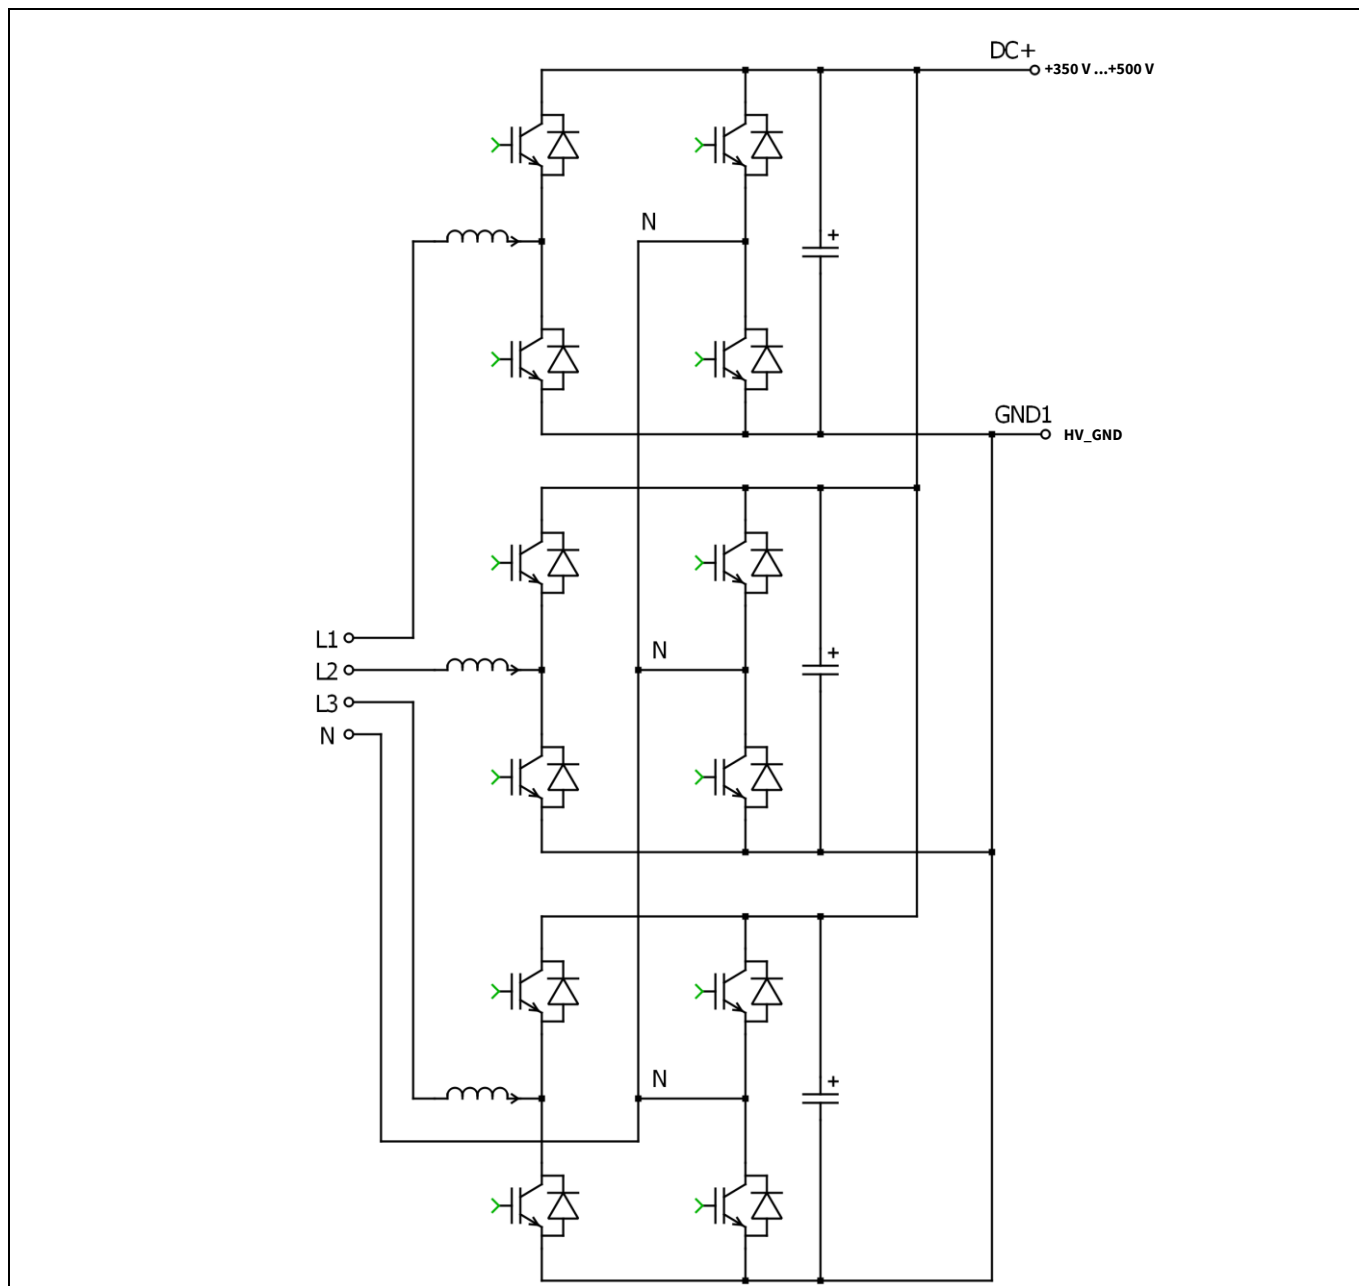 DC+
+350 V ...+500 V
N
+
GND1
HV_GND
N
+
L1
L2
L3
N
N
+